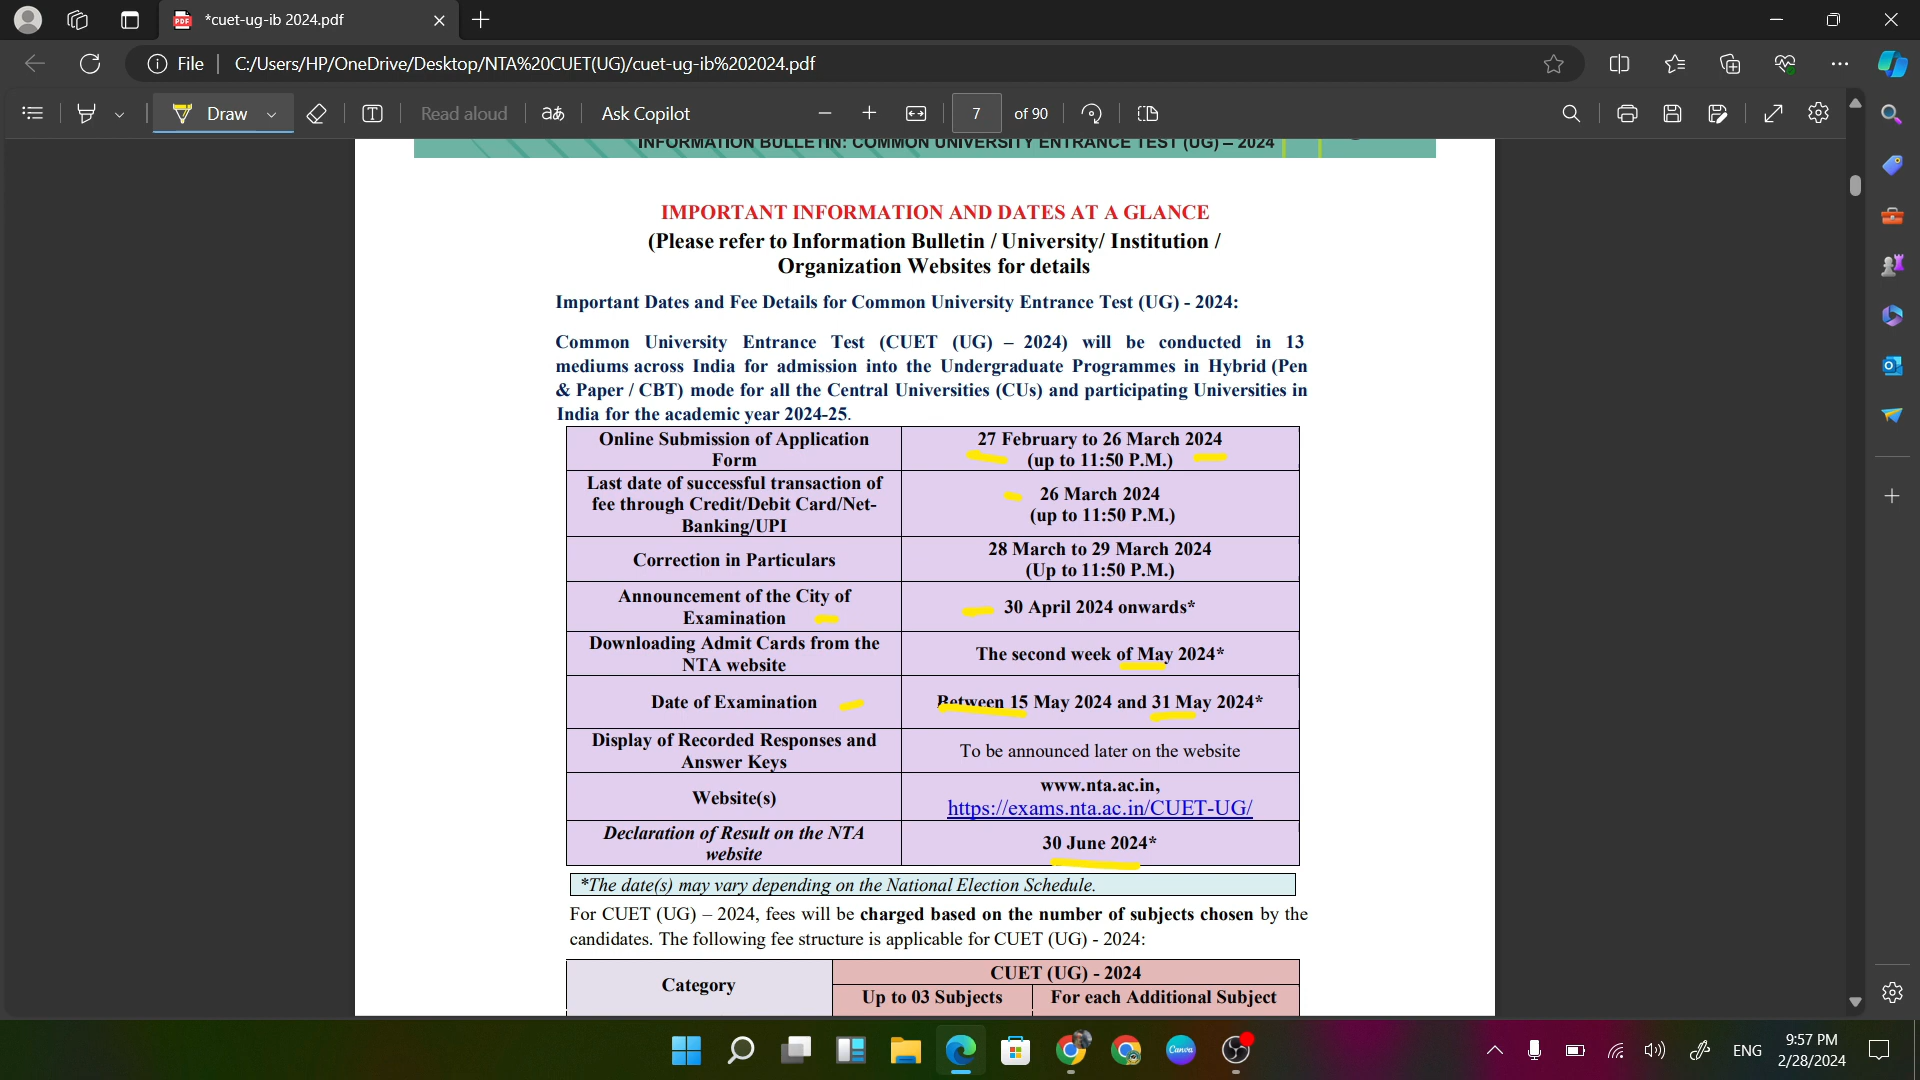 *cuet-ug-ib 2024.pdf
File
C:/Users/HP/OneDrive/Desktop/NTA%20CUET(UG)/cuet-ug-ib%202024.pdf
Draw
Read aloud
Ask Copilot
7
of 90
INFORMATION BULLETIN: COMMON UNIVERSITY ENTRANCE TEST (UG) – 2024
IMPORTANT INFORMATION AND DATES AT A GLANCE
(Please refer to Information Bulletin / University/ Institution /
Organization Websites for details
Important Dates and Fee Details for Common University Entrance Test (UG) - 2024:
Common University Entrance Test (CUET (UG) – 2024) will be conducted in 13
mediums across India for admission into the Undergraduate Programmes in Hybrid (Pen
& Paper / CBT) mode for all the Central Universities (CUs) and participating Universities in
India for the academic year 2024-25.
Online Submission of Application
Form
27 February to 26 March 2024
(up to 11:50 P.M.)
Last date of successful transaction of
fee through Credit/Debit Card/Net-
Banking/UPI
26 March 2024
(up to 11:50 P.M.)
Correction in Particulars
28 March to 29 March 2024
(Up to 11:50 P.M.)
Announcement of the City of
Examination
30 April 2024 onwards*
Downloading Admit Cards from the
NTA website
The second week of May 2024*
Date of Examination
Between 15 May 2024 and 31 May 2024*
Display of Recorded Responses and
Answer Keys
To be announced later on the website
Website(s)
www.nta.ac.in,
https://exams.nta.ac.in/CUET-UG/
Declaration of Result on the NTA
website
30 June 2024*
*The date(s) may vary depending on the National Election Schedule.
For CUET (UG) – 2024, fees will be charged based on the number of subjects chosen by the
candidates. The following fee structure is applicable for CUET (UG) - 2024:
Category
CUET (UG) - 2024
Up to 03 Subjects
For each Additional Subject
Canva
ENG
9:57 PM
2/28/2024